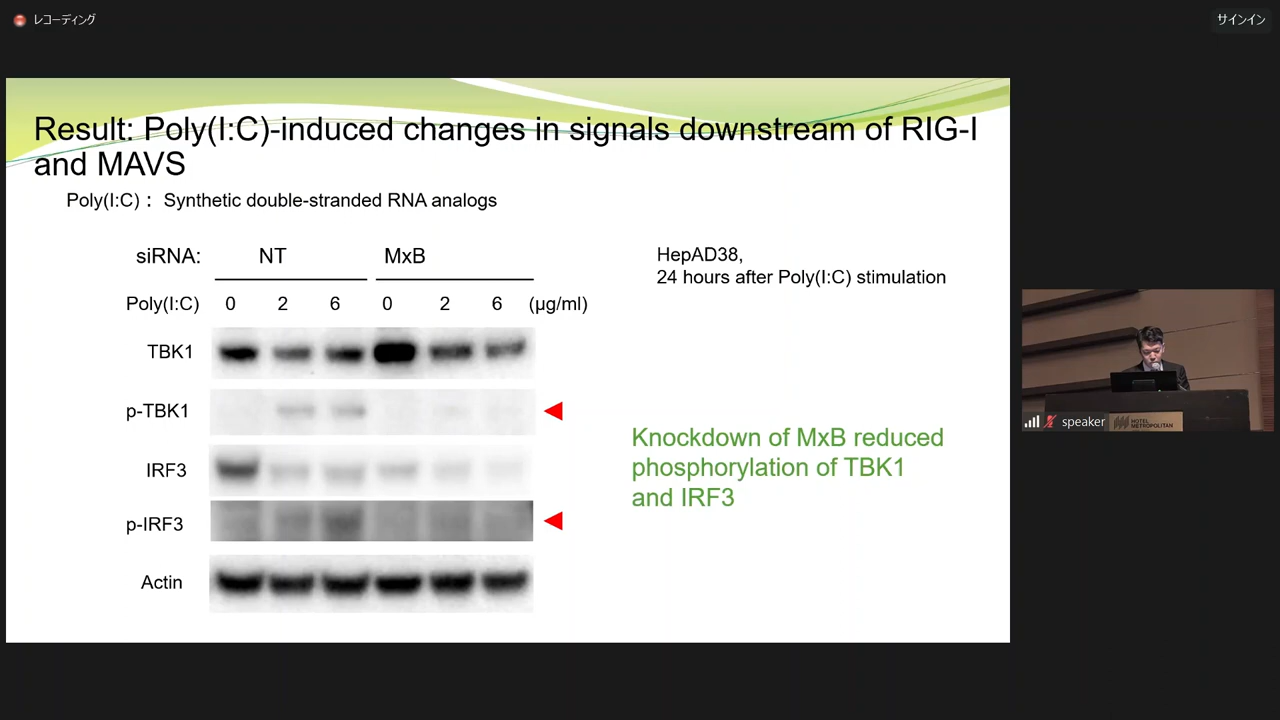 レコーディング
サインイン
Result: Poly(I:C)-induced changes in signals downstream of RIG-I
and MAVS
Poly(I:C)： Synthetic double-stranded RNA analogs
siRNA: NT MxB
Poly(I:C) 0 2 6 0 2 6 (μg/ml)
TBK1
p-TBK1
IRF3
p-IRF3
Actin
HepAD38,
24 hours after Poly(I:C) stimulation
Knockdown of MxB reduced
phosphorylation of TBK1
and IRF3
speaker
HOTEL
METROPOLITAN